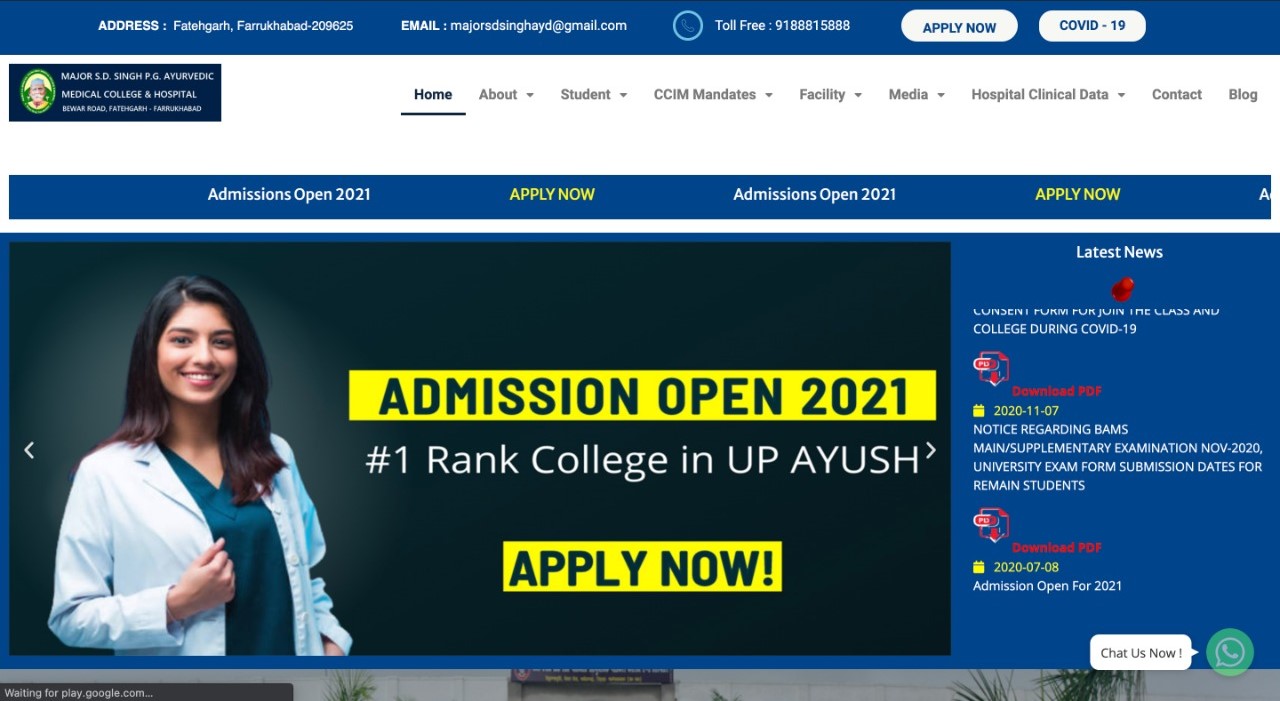 ADDRESS : Fatehgarh, Farrukhabad-209625
EMAIL : majorsdsinghayd@gmail.com
Toll Free : 9188815888
APPLY NOW
COVID - 19
MAJOR S.D. SINGH P.G. AYURVEDIC
MEDICAL COLLEGE & HOSPITAL
BEWAR ROAD, FATEHGARH - FARRUKHABAD
Home
About
Student
CCIM Mandates
Facility
Media
Hospital Clinical Data
Contact
Blog
Admissions Open 2021 APPLY NOW Admissions Open 2021 APPLY NOW
ADMISSION OPEN 2021
#1 Rank College in UP AYUSH
APPLY NOW!
Latest News
CONSENT FORM FOR JOIN THE CLASS AND
COLLEGE DURING COVID-19
Download PDF
2020-11-07
NOTICE REGARDING BAMS
MAIN/SUPPLEMENTARY EXAMINATION NOV-2020,
UNIVERSITY EXAM FORM SUBMISSION DATES FOR
REMAIN STUDENTS
Download PDF
2020-07-08
Admission Open For 2021
Chat Us Now !
Waiting for play.google.com...